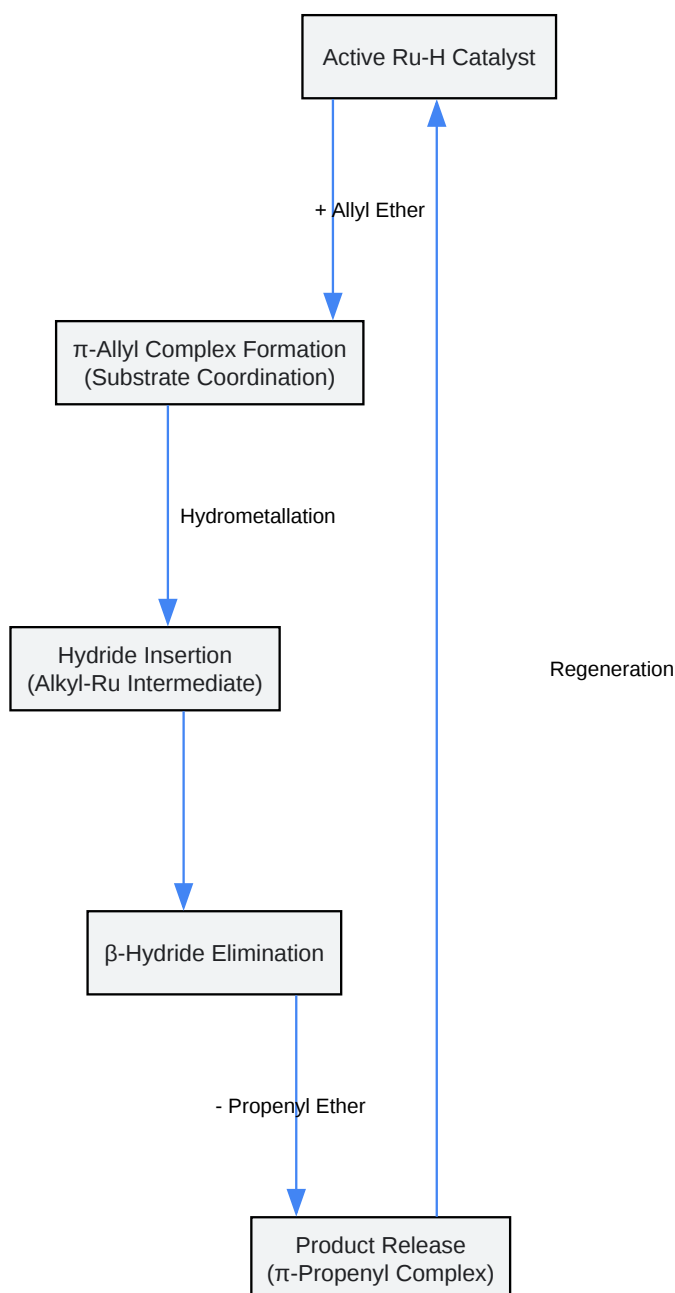 Active Ru-H Catalyst
+ Allyl Ether
π-Allyl Complex Formation
(Substrate Coordination)
Hydrometallation
Hydride Insertion
(Alkyl-Ru Intermediate)
Regeneration
β-Hydride Elimination
- Propenyl Ether
Product Release
(π-Propenyl Complex)